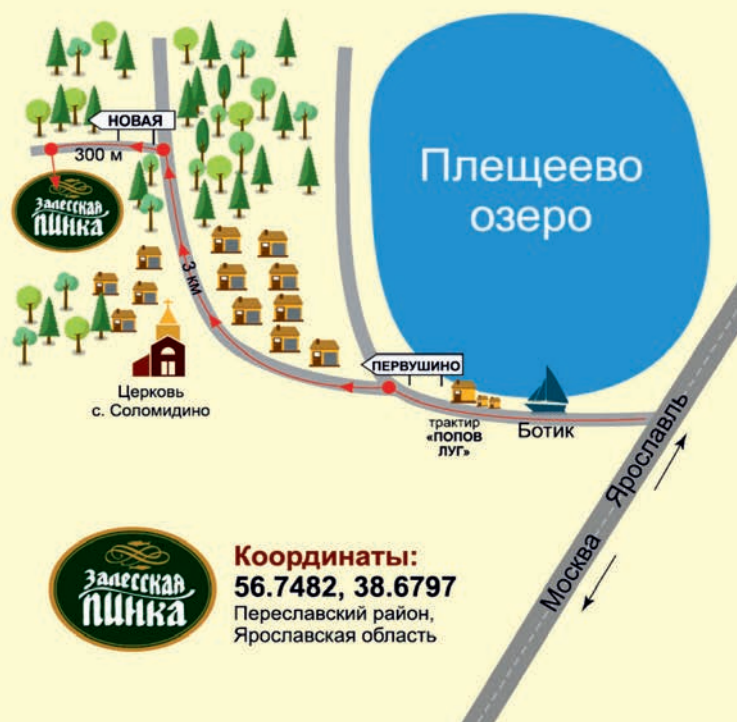 НОВАЯ
300 м
Залесская
ПИНКА
Плещеево
озеро
3 км
ПЕРВУШИНО
Церковь
с. Соломидино
трактир
«ПОПОВ
ЛУГ»
Ботик
Ярославль
Москва
Залесская
ПИНКА
Координаты:
56.7482, 38.6797
Переславский район,
Ярославская область